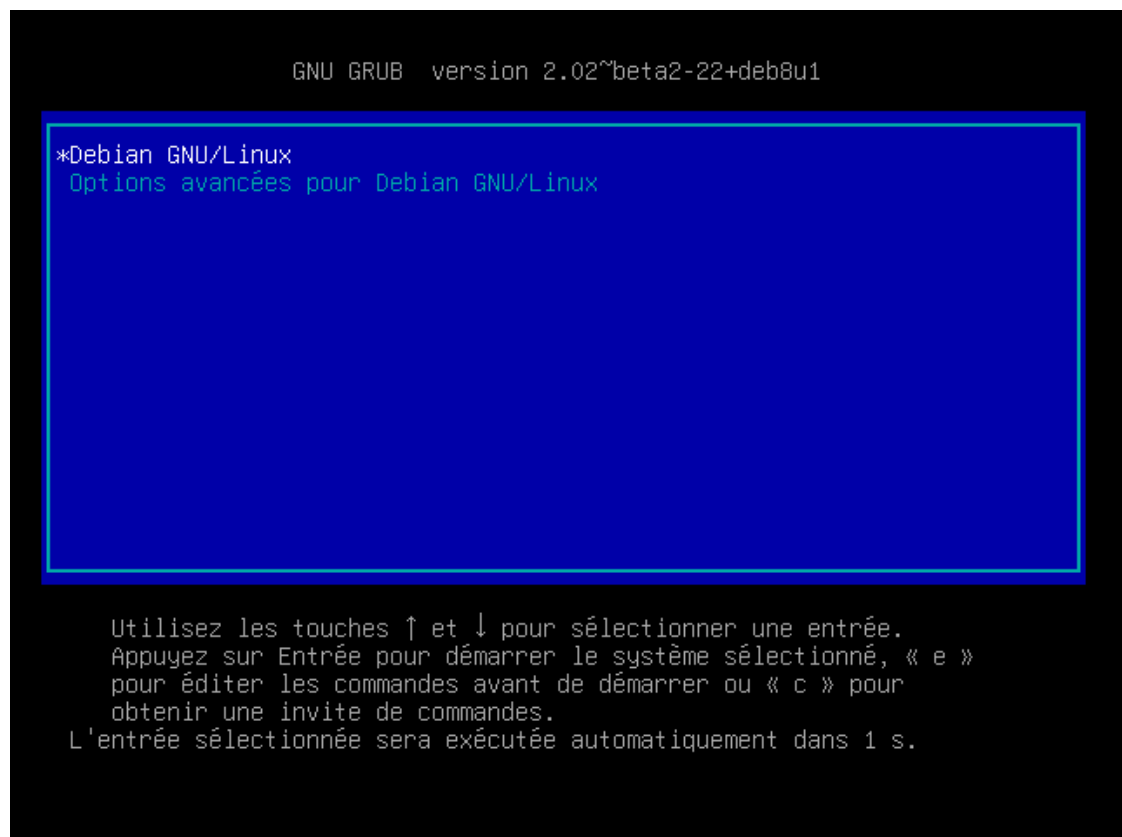 GNU GRUB  version 2.02~beta2-22+deb8u1
*Debian GNU/Linux
Options avancées pour Debian GNU/Linux
Utilisez les touches ↑ et ↓ pour sélectionner une entrée.
Appuyez sur Entrée pour démarrer le système sélectionné, « e »
pour éditer les commandes avant de démarrer ou « c » pour
obtenir une invite de commandes.
L'entrée sélectionnée sera exécutée automatiquement dans 1 s.